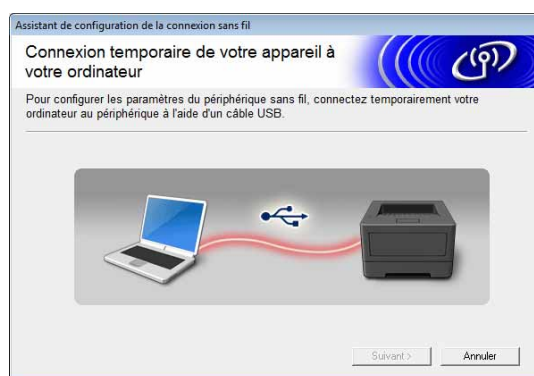 Assistant de configuration de la connexion sans fil
Connexion temporaire de votre appareil à
votre ordinateur
Pour configurer les paramètres du périphérique sans fil, connectez temporairement votre
ordinateur au périphérique à l'aide d'un câble USB.
Suivant >
Annuler